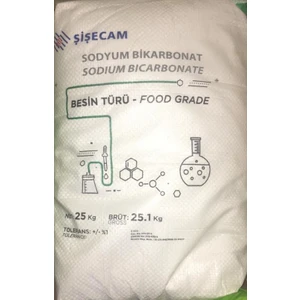 ŞİŞECAM
SODYUM BİKARBONAT
SODIUM BICARBONATE
BESİN TÜRÜ - FOOD GRADE
25 Kg
BRÜT: 25.1 Kg
GROSS
TOLERANS: +/- %1